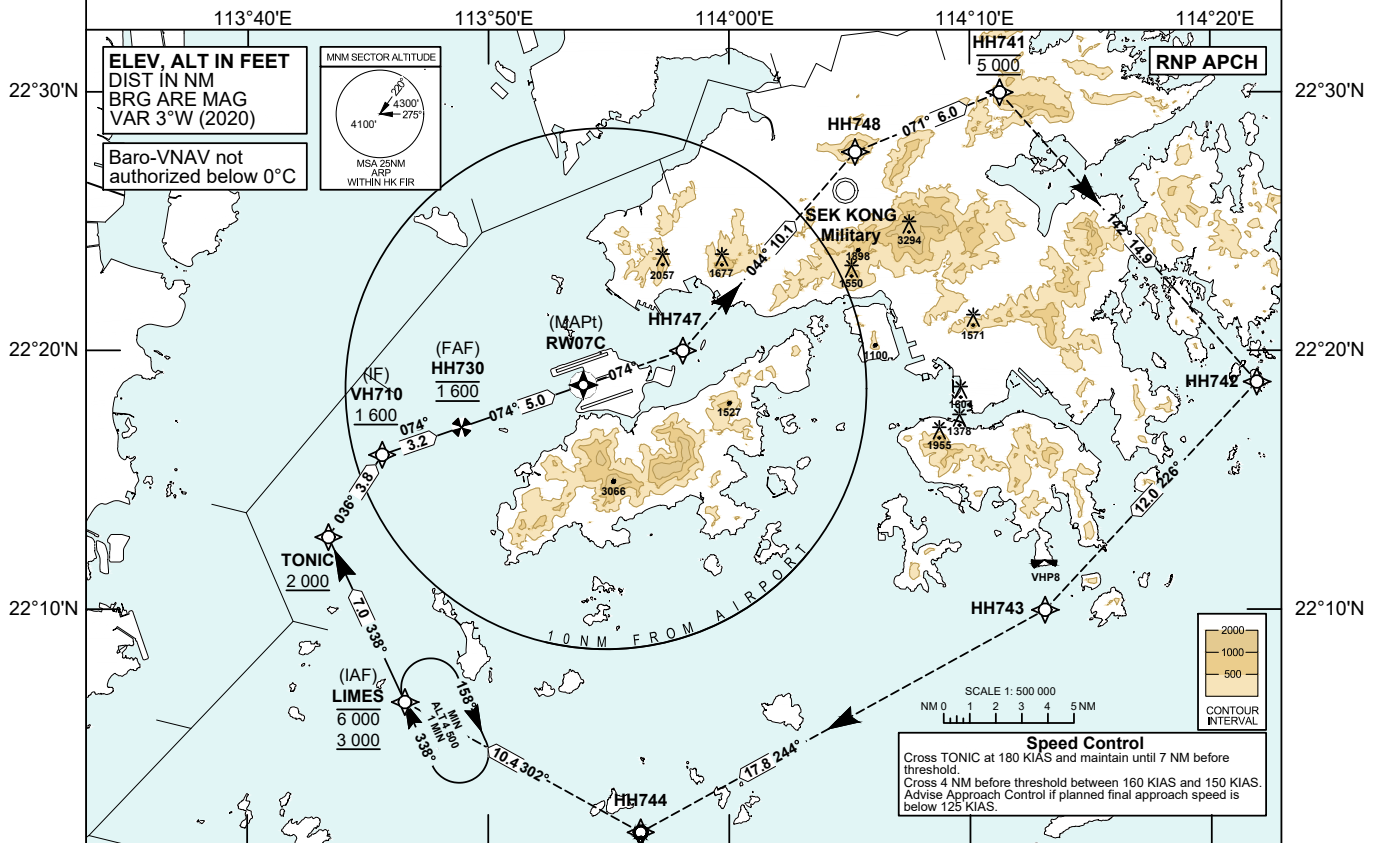 113°40'E
113°50'E
114°00'E
114°10'E
114°20'E
22°30'N
22°20'N
22°10'N
22°30'N
22°20'N
22°10'N
ELEV, ALT IN FEET
DIST IN NM
BRG ARE MAG
VAR 3°W (2020)
Baro-VNAV not
authorized below 0°C
MNM SECTOR ALTITUDE
220°
4300'
275°
4100'
MSA 25NM
ARP
WITHIN HK FIR
RNP APCH
HH741
5 000
HH748
071° 6.0
SEK KONG
Military
3294
1898
1550
2057
1677
044° 10.1
142° 14.9
HH747
(MAPt)
RW07C
074°
(FAF)
HH730
1 600
074° 5.0
(IF)
VH710
1 600
074°
3.2
1571
1100
1527
3066
1604
1378
1955
HH742
12.0 226°
VHP8
HH743
036° 3.8
TONIC
2 000
7.0 338°
10NM FROM AIRPORT
(IAF)
LIMES
6 000
3 000
158°
MIN
ALT 4 500
1 MIN
338°
10.4 302°
HH744
17.8 244°
SCALE 1: 500 000
NM 0 1 2 3 4 5 NM
2000
1000
500
CONTOUR
INTERVAL
Speed Control
Cross TONIC at 180 KIAS and maintain until 7 NM before
threshold.
Cross 4 NM before threshold between 160 KIAS and 150 KIAS.
Advise Approach Control if planned final approach speed is
below 125 KIAS.